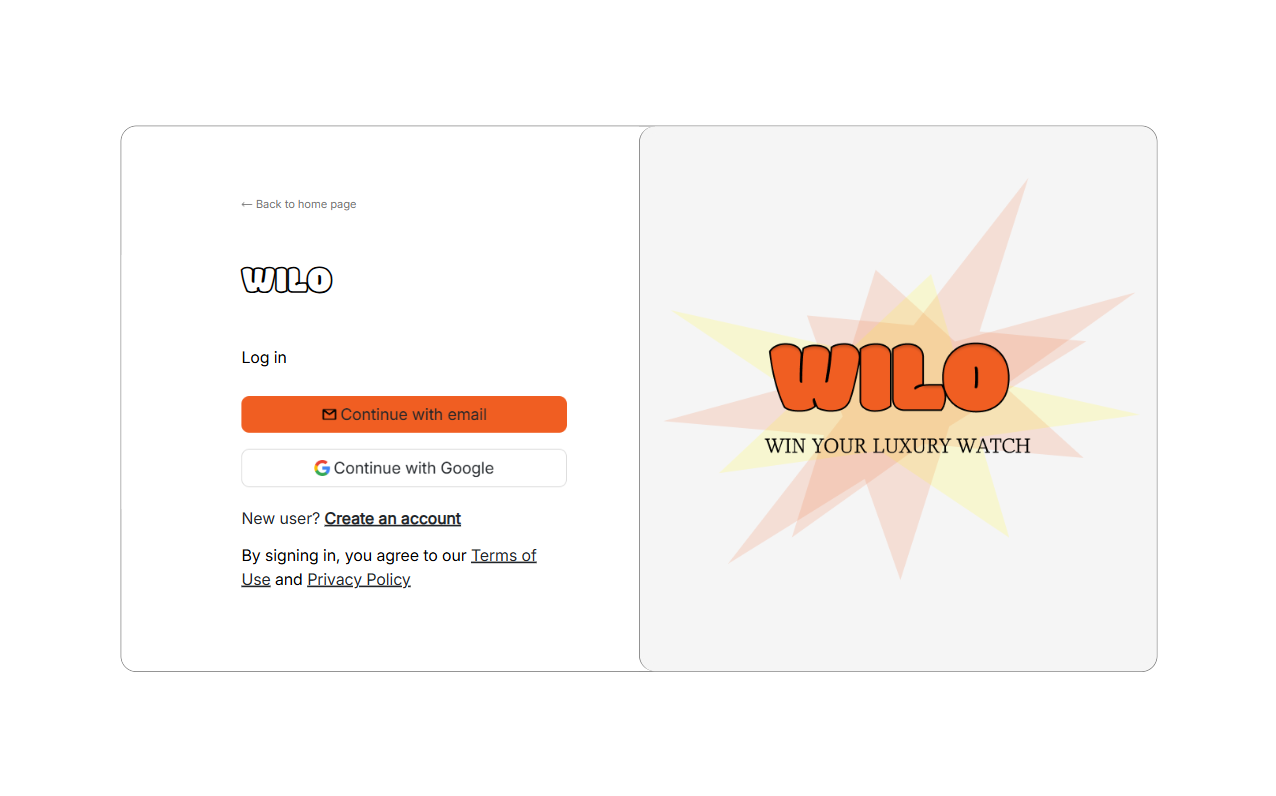 ← Back to home page
WILO
Log in
Continue with email
Continue with Google
New user? Create an account
By signing in, you agree to our Terms of
Use and Privacy Policy
WILO
WIN YOUR LUXURY WATCH